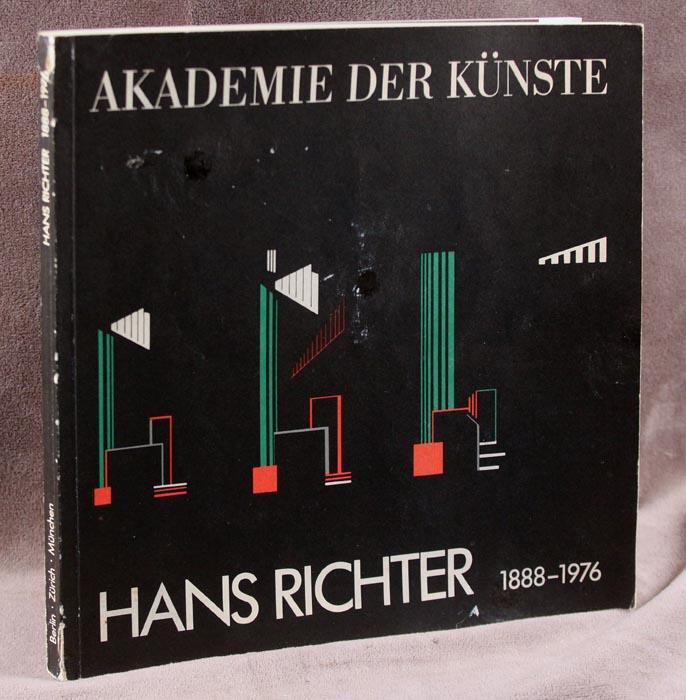 AKADEMIE DER KÜNSTE
HANS RICHTER 1888–1976
HANS RICHTER 1888–1976
Berlin · Zürich · München